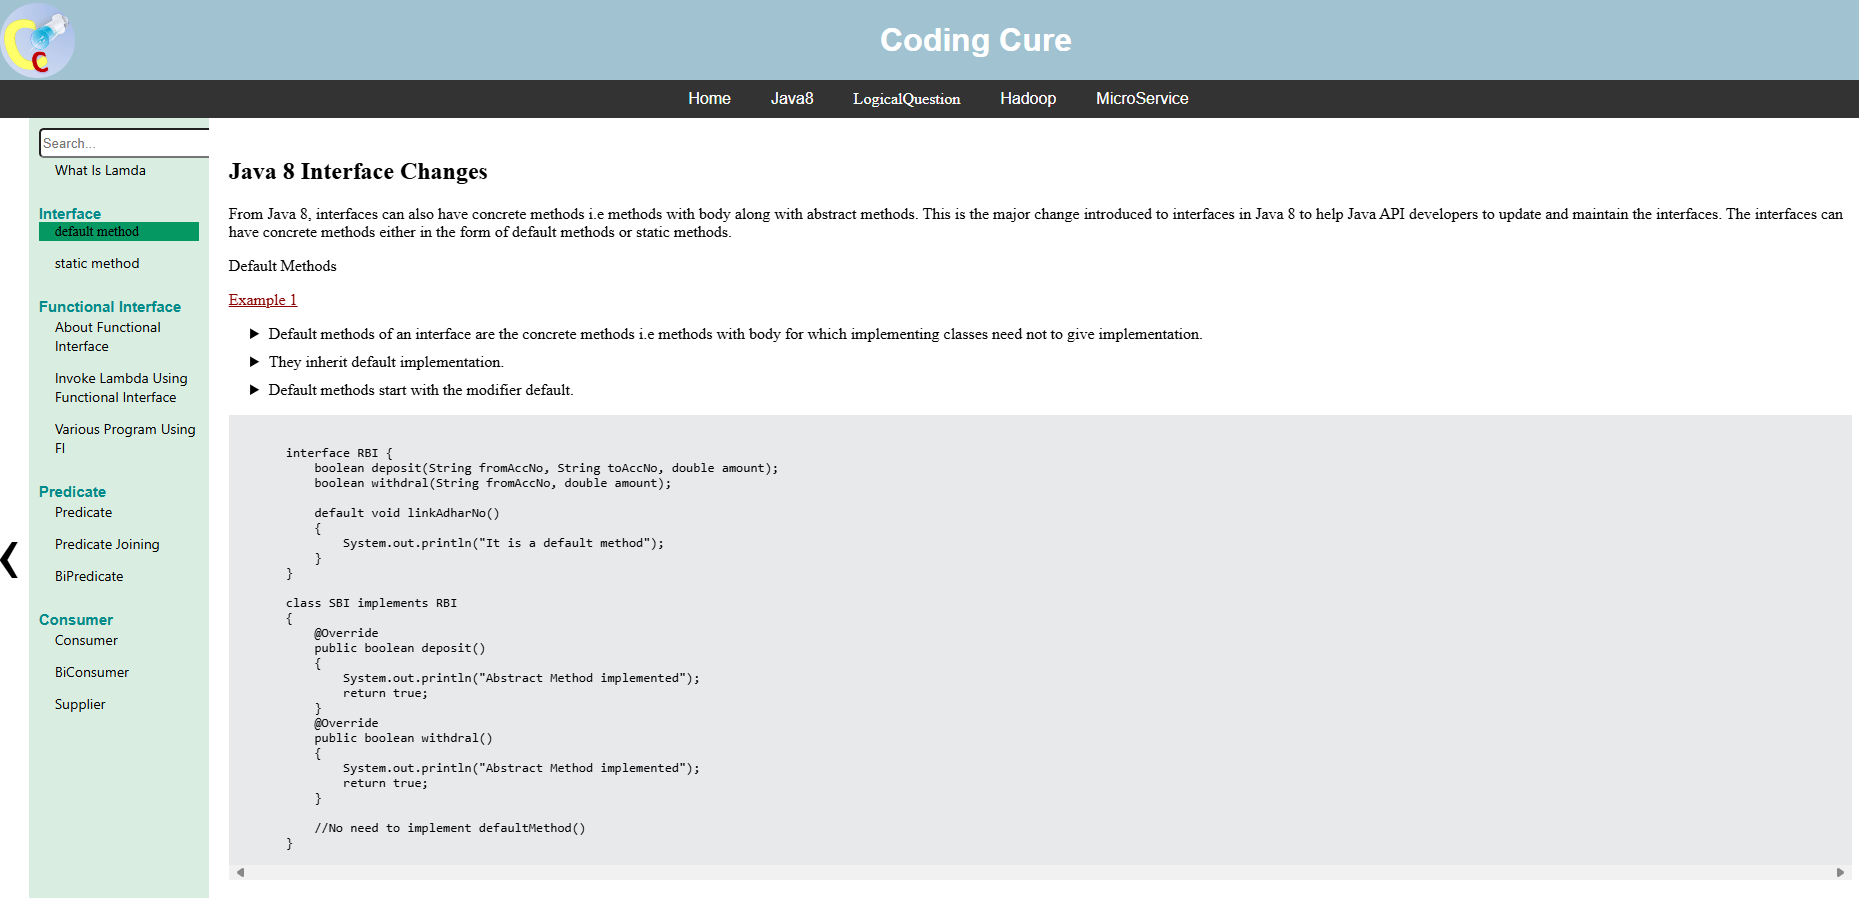 C
c
Coding Cure
Home Java8 LogicalQuestion Hadoop MicroService
Search...
What Is Lamda
Interface
default method
static method
Functional Interface
About Functional
Interface
Invoke Lambda Using
Functional Interface
Various Program Using
FI
Predicate
Predicate
Predicate Joining
BiPredicate
Consumer
Consumer
BiConsumer
Supplier
Java 8 Interface Changes
From Java 8, interfaces can also have concrete methods i.e methods with body along with abstract methods. This is the major change introduced to interfaces in Java 8 to help Java API developers to update and maintain the interfaces. The interfaces can
have concrete methods either in the form of default methods or static methods.
Default Methods
Example 1
Default methods of an interface are the concrete methods i.e methods with body for which implementing classes need not to give implementation.
They inherit default implementation.
Default methods start with the modifier default.
interface RBI {
    boolean deposit(String fromAccNo, String toAccNo, double amount);
    boolean withdral(String fromAccNo, double amount);
    default void linkAdharNo()
    {
        System.out.println("It is a default method");
    }
}
class SBI implements RBI
{
    @Override
    public boolean deposit()
    {
        System.out.println("Abstract Method implemented");
        return true;
    }
    @Override
    public boolean withdral()
    {
        System.out.println("Abstract Method implemented");
        return true;
    }
    //No need to implement defaultMethod()
}